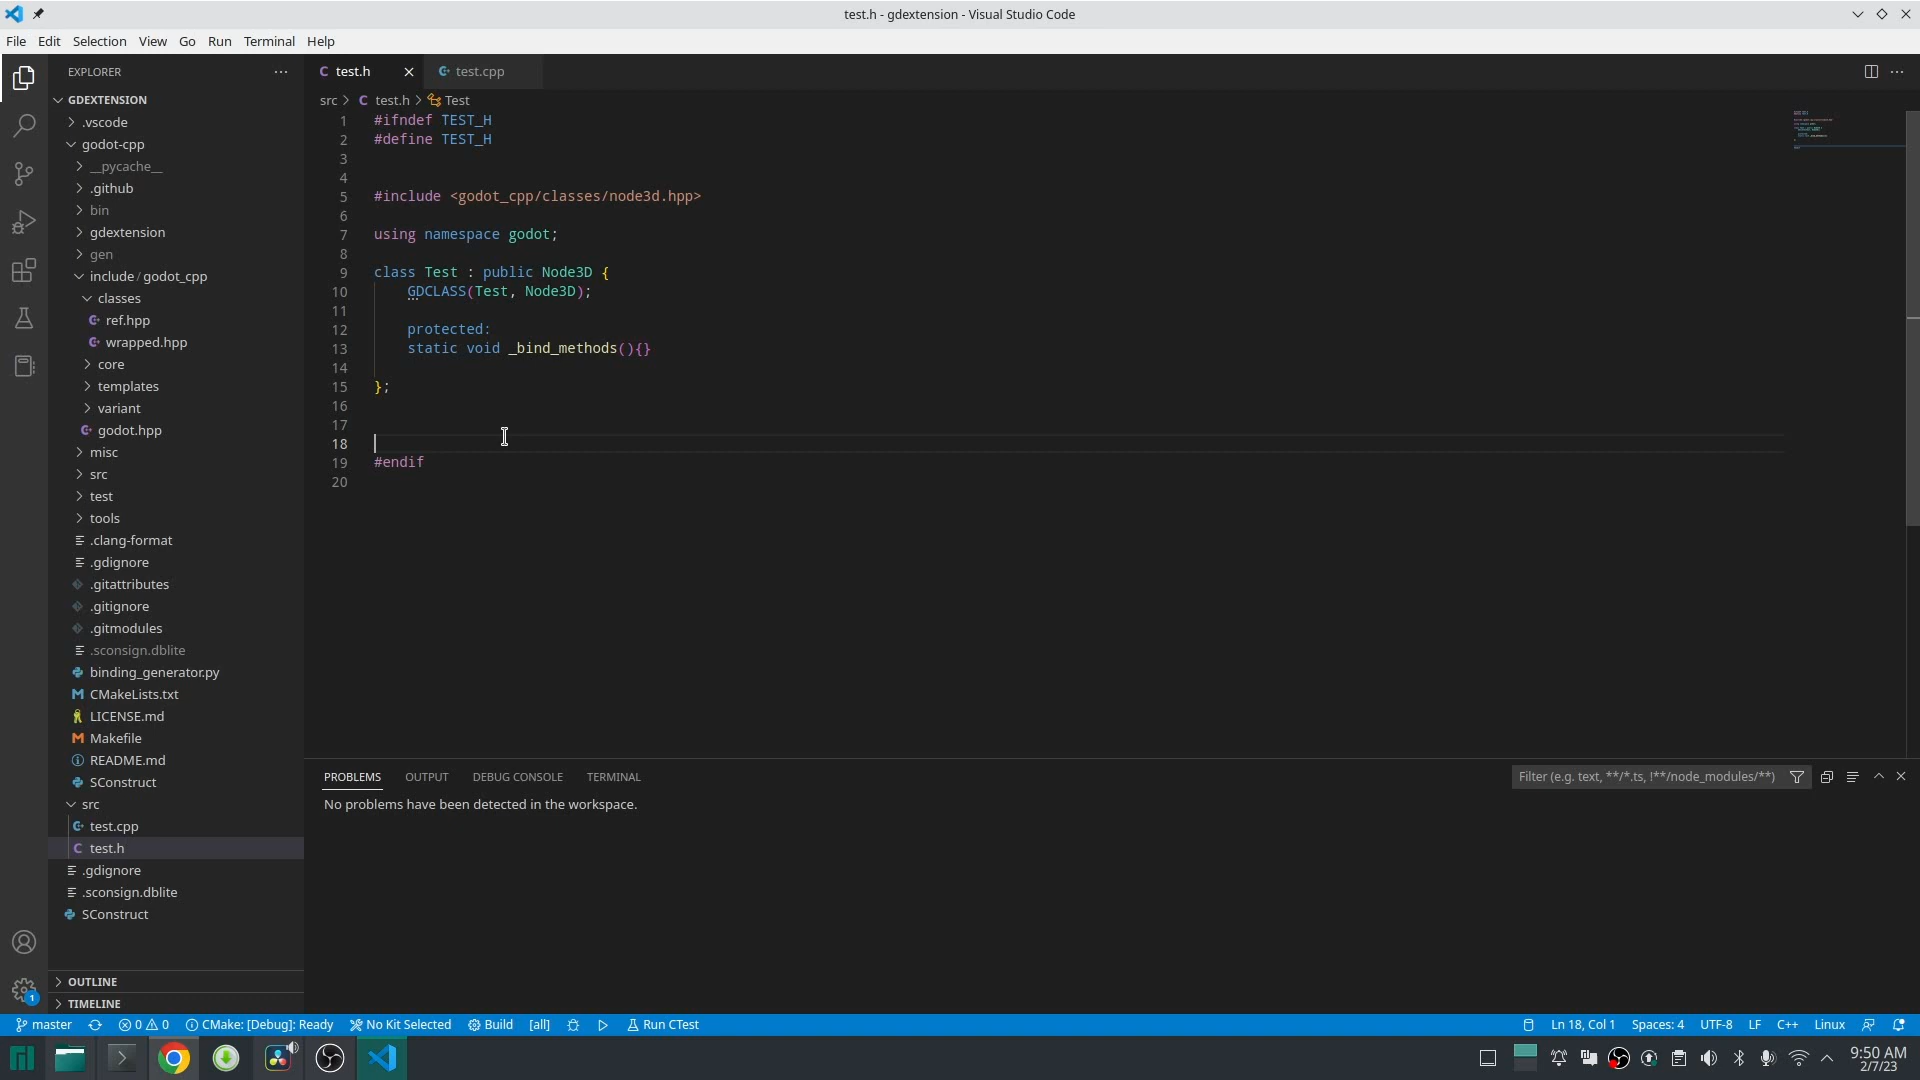 test.h - gdextension - Visual Studio Code
File Edit Selection View Go Run Terminal Help
EXPLORER
GDEXTENSION
.vscode
godot-cpp
__pycache__
.github
bin
gdextension
gen
include / godot_cpp
classes
ref.hpp
wrapped.hpp
core
templates
variant
godot.hpp
misc
src
test
tools
.clang-format
.gdignore
.gitattributes
.gitignore
.gitmodules
.sconsign.dblite
binding_generator.py
CMakeLists.txt
LICENSE.md
Makefile
README.md
SConstruct
src
test.cpp
test.h
.gdignore
.sconsign.dblite
SConstruct
OUTLINE
TIMELINE
test.h test.cpp
src > C test.h > Test
1 #ifndef TEST_H
2 #define TEST_H
3
4
5 #include <godot_cpp/classes/node3d.hpp>
6
7 using namespace godot;
8
9 class Test : public Node3D {
10 GDCLASS(Test, Node3D);
11
12 protected:
13 static void _bind_methods(){}
14
15 };
16
17
18
19 #endif
20
PROBLEMS OUTPUT DEBUG CONSOLE TERMINAL
Filter (e.g. text, **/*.ts, !**/node_modules/**)
No problems have been detected in the workspace.
master 0 0 CMake: [Debug]: Ready No Kit Selected Build [all] Run CTest
Ln 18, Col 1 Spaces: 4 UTF-8 LF C++ Linux
1
9:50 AM
2/7/23